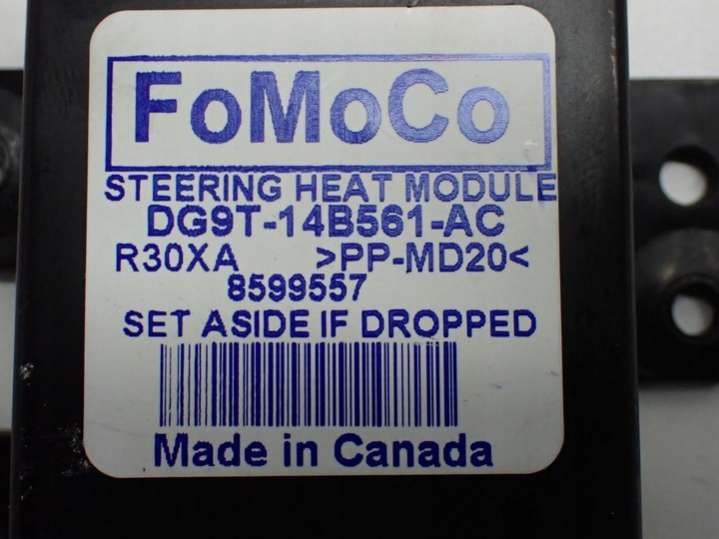 FoMoCo
STEERING HEAT MODULE
DG9T-14B561-AC
R30XA >PP-MD20<
8599557
SET ASIDE IF DROPPED
Made in Canada